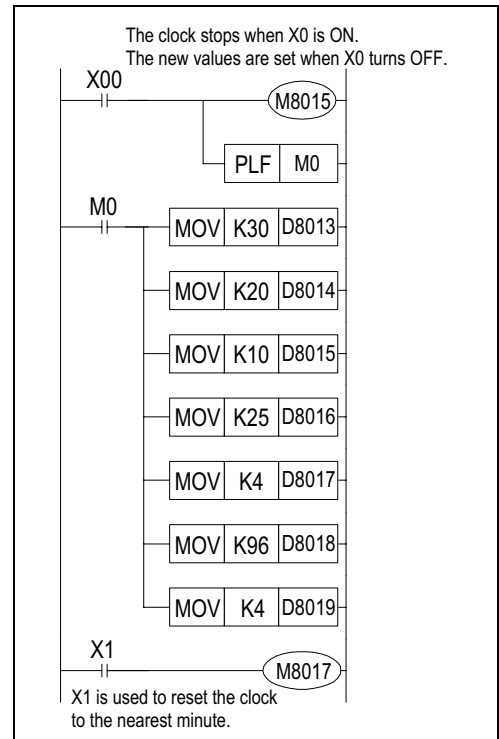 The clock stops when X0 is ON.
The new values are set when X0 turns OFF.
X00
M8015
PLF M0
M0
MOV K30 D8013
MOV K20 D8014
MOV K10 D8015
MOV K25 D8016
MOV K4 D8017
MOV K96 D8018
MOV K4 D8019
X1
M8017
X1 is used to reset the clock
to the nearest minute.